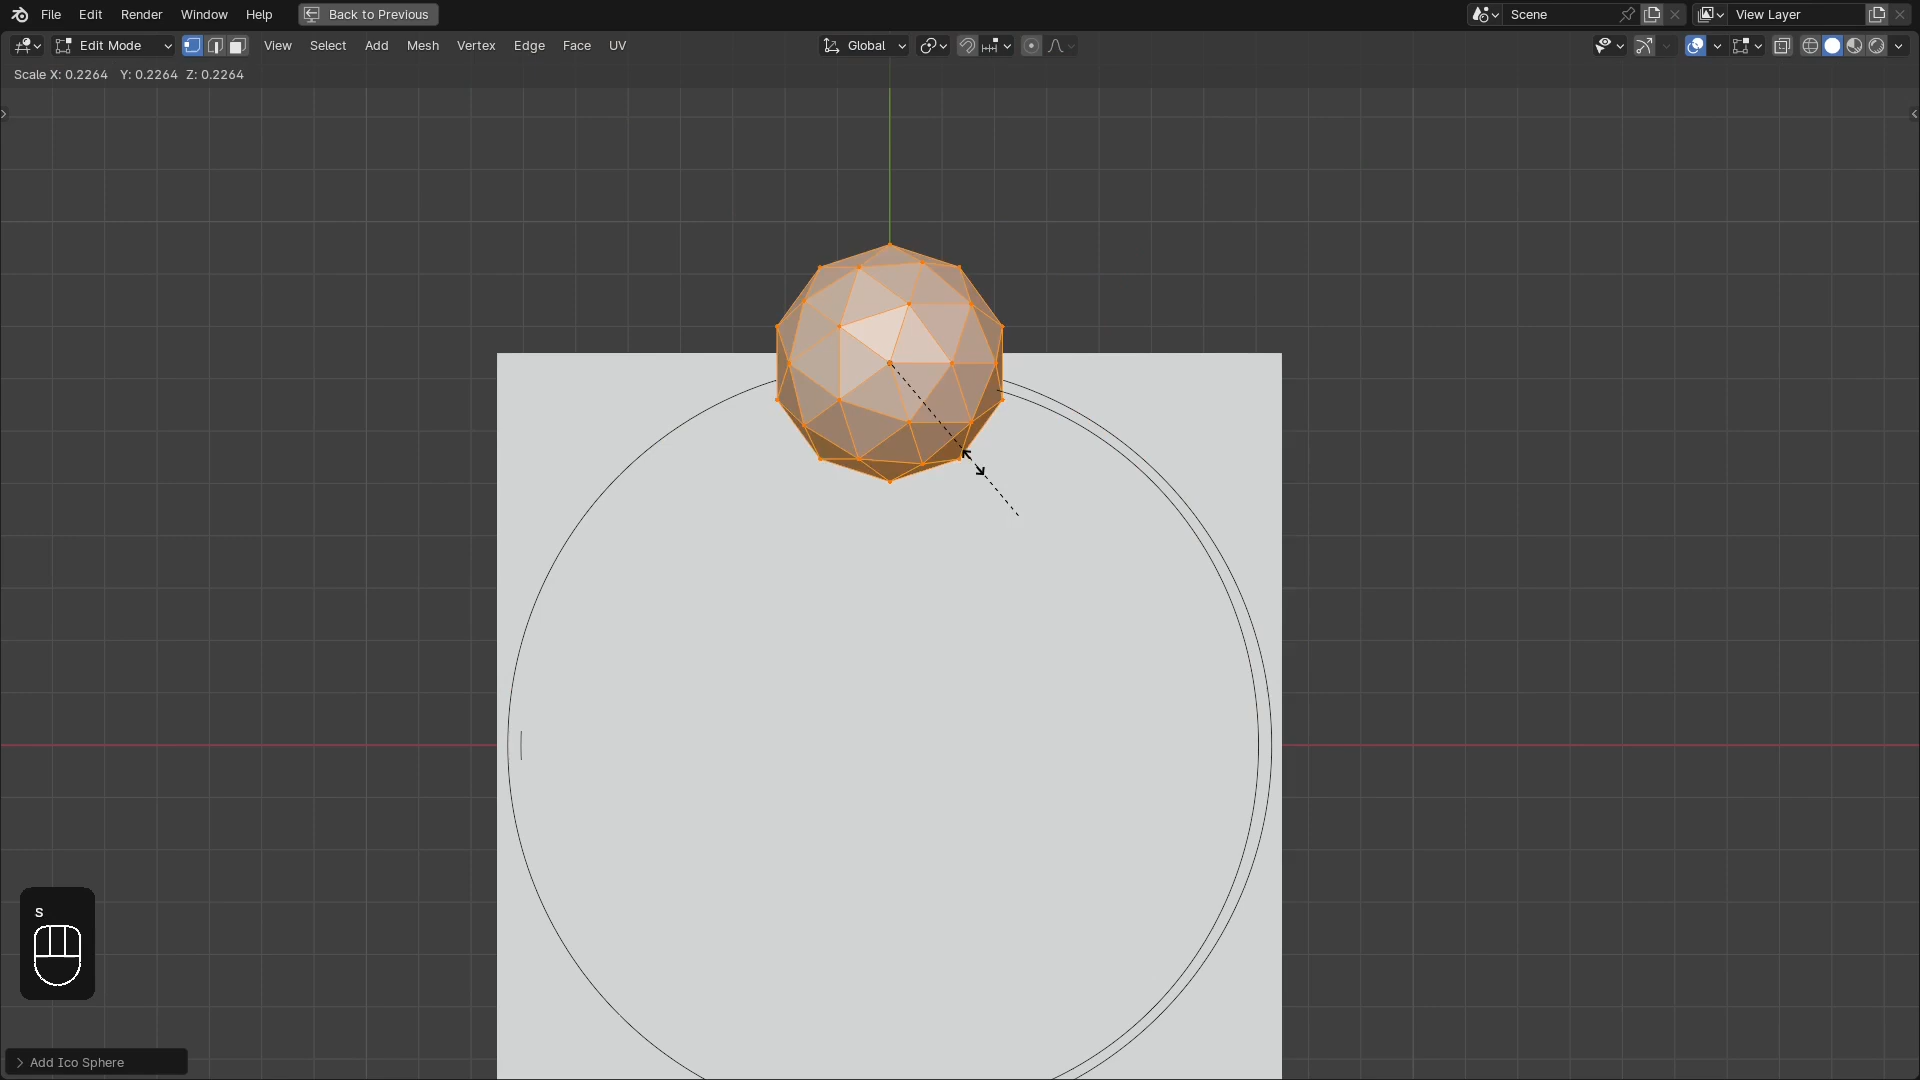 File Edit Render Window Help Back to Previous Scene View Layer
Edit Mode View Select Add Mesh Vertex Edge Face UV Global
Scale X: 0.2264 Y: 0.2264 Z: 0.2264
S
Add Ico Sphere